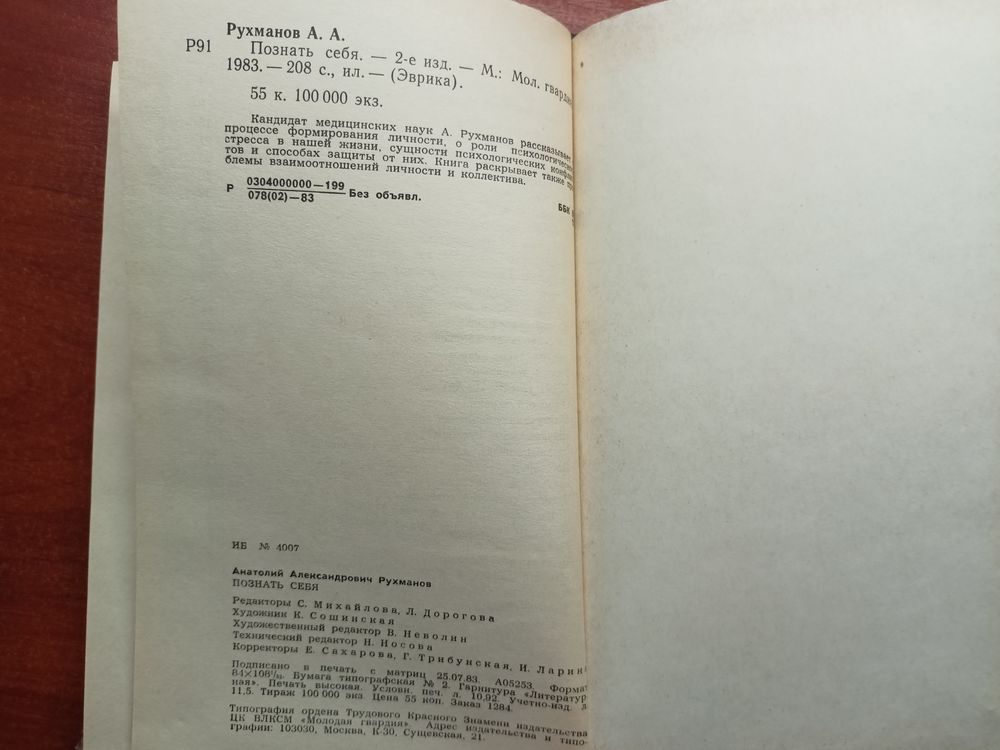 Рухманов А. А.
Р91 Познать себя. — 2-е изд. — М.: Мол. гвардия
1983. — 208 с., ил. — (Эврика).
55 к. 100 000 экз.
Кандидат медицинских наук А. Рухманов рассказывает
процессе формирования личности, о роли психологическо
стресса в нашей жизни, сущности психологических конфлик
тов и способах защиты от них. Книга раскрывает также про
блемы взаимоотношений личности и коллектива.
Р 0304000000—199
078(02)—83 Без объявл.
ББК
ИБ № 4007
Анатолий Александрович Рухманов
ПОЗНАТЬ СЕБЯ
Редакторы С. Михайлова, Л. Дорогова
Художник К. Сошинская
Художественный редактор В. Неволин
Технический редактор Н. Носова
Корректоры Е. Сахарова, Г. Трибунская, И. Ларин
Подписано в печать с матриц 25.07.83. А05253. Формат
84×108¹/₃₂. Бумага типографская № 2. Гарнитура «Литератур
ная». Печать высокая. Условн. печ. л. 10,92. Учетно-изд. л.
11,5. Тираж 100 000 экз. Цена 55 коп. Заказ 1284.
Типография ордена Трудового Красного Знамени издательства
ЦК ВЛКСМ «Молодая гвардия». Адрес издательства и типо-
графии: 103030, Москва, К-30, Сущевская, 21.